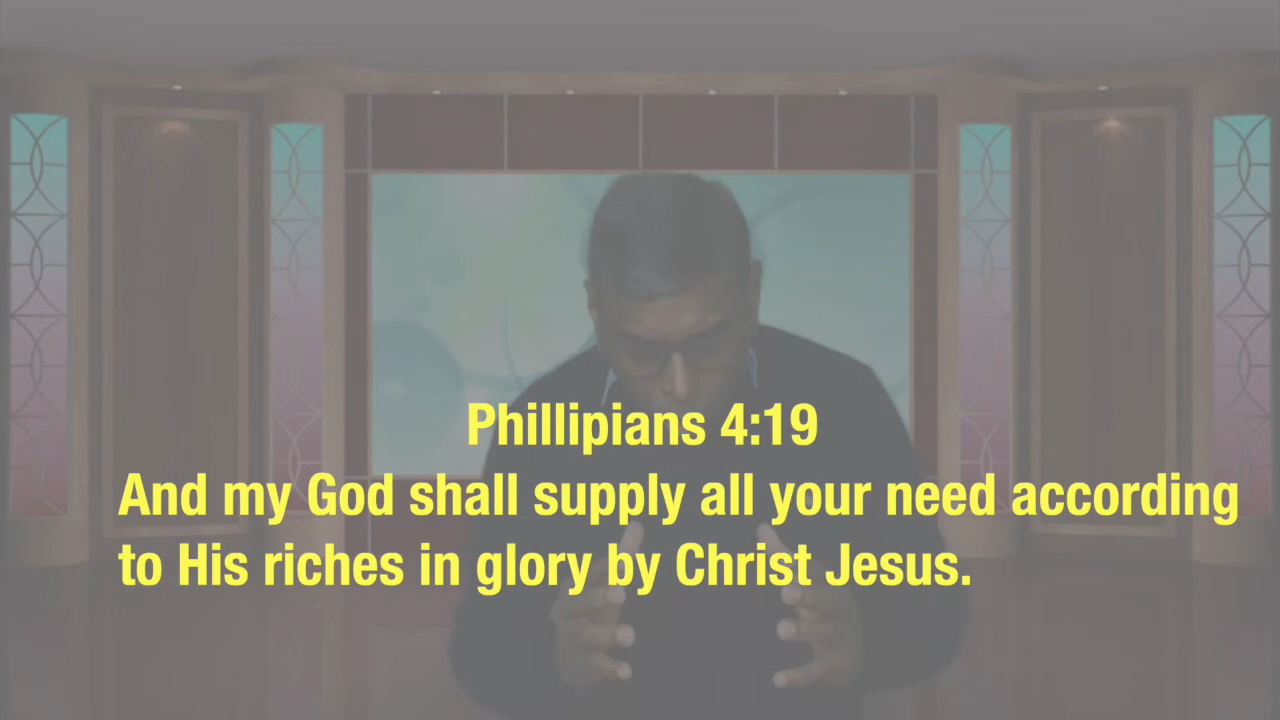 Phillipians 4:19
And my God shall supply all your need according
to His riches in glory by Christ Jesus.